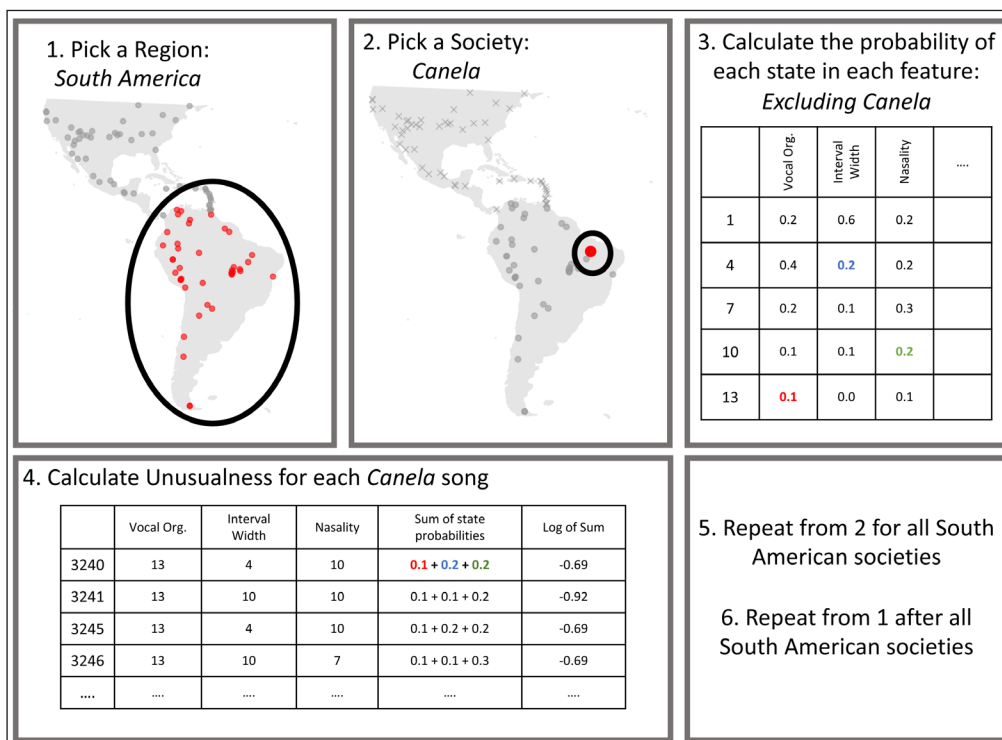 1. Pick a Region:
South America
2. Pick a Society:
Canela
3. Calculate the probability of
each state in each feature:
Excluding Canela
Vocal Org. Interval Width Nasality ....
1 0.2 0.6 0.2
4 0.4 0.2 0.2
7 0.2 0.1 0.3
10 0.1 0.1 0.2
13 0.1 0.0 0.1
4. Calculate Unusualness for each Canela song
Vocal Org. Interval Width Nasality Sum of state probabilities Log of Sum
3240 13 4 10 0.1 + 0.2 + 0.2 -0.69
3241 13 10 10 0.1 + 0.1 + 0.2 -0.92
3245 13 4 10 0.1 + 0.2 + 0.2 -0.69
3246 13 10 7 0.1 + 0.1 + 0.3 -0.69
.... .... .... .... .... ....
5. Repeat from 2 for all South
American societies
6. Repeat from 1 after all
South American societies